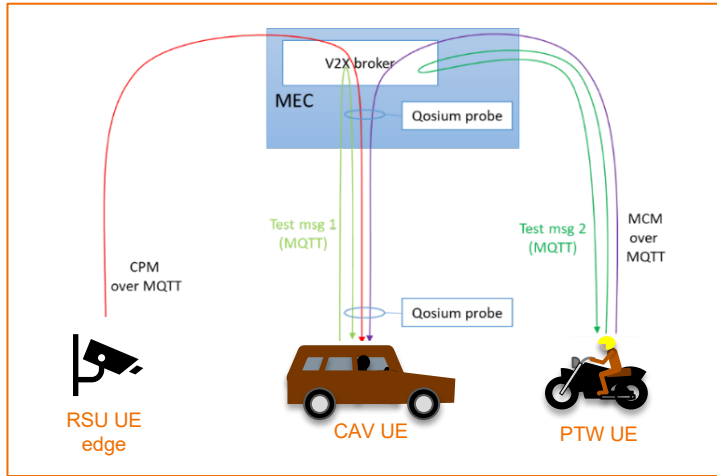 V2X broker
MEC
Qosium probe
Test msg 1
(MQTT)
Test msg 2
(MQTT)
MCM
over
MQTT
CPM
over MQTT
Qosium probe
RSU UE
edge
CAV UE
PTW UE